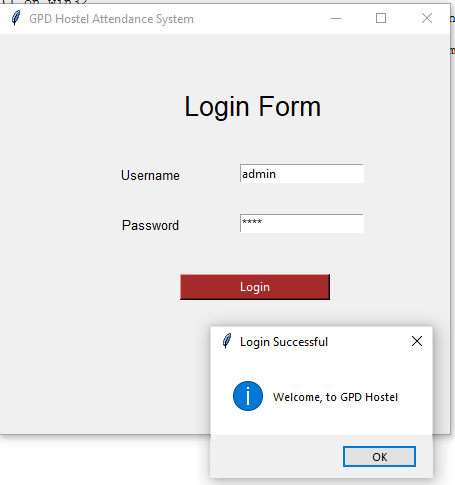 GPD Hostel Attendance System
Login Form
Username
admin
Password
****
Login
Login Successful
Welcome, to GPD Hostel
OK